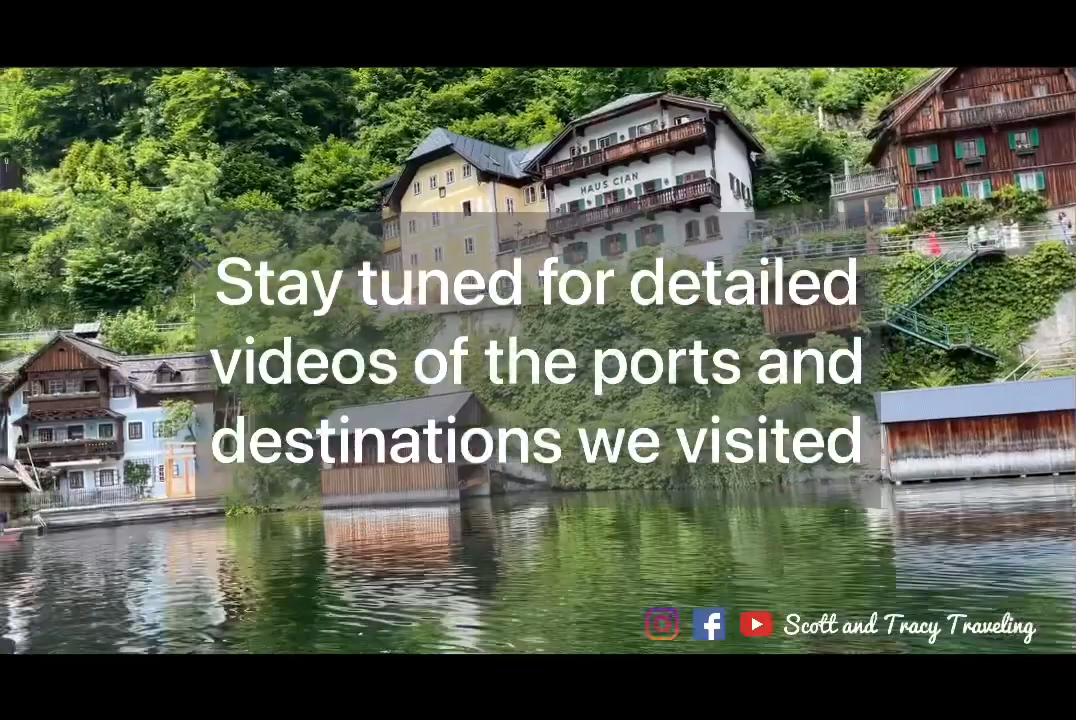 HAUS CIAN
Stay tuned for detailed
videos of the ports and
destinations we visited
Scott and Tracy Traveling